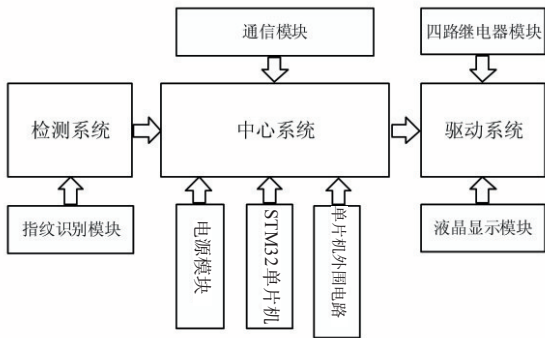 通信模块
四路继电器模块
检测系统
中心系统
驱动系统
指纹识别模块
电源模块
STM32单片机
单片机外围电路
液晶显示模块